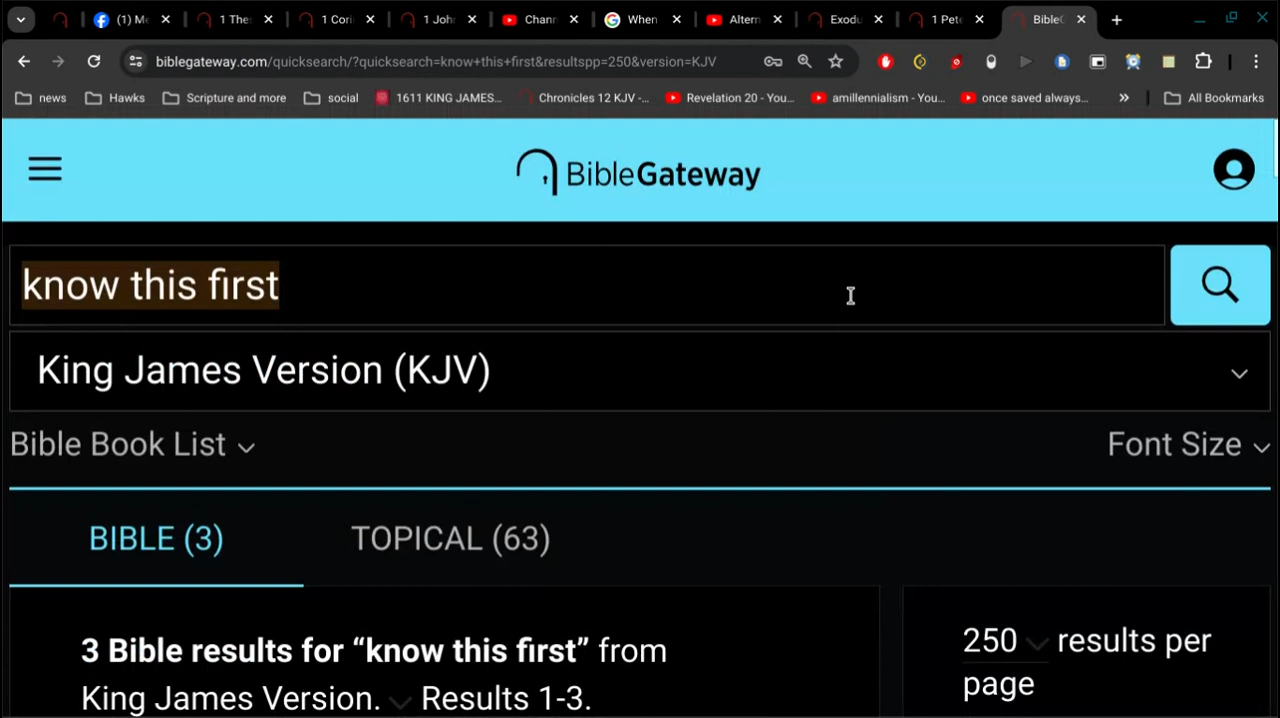 (1) Me
1 Thes
1 Cori
1 Joh
Chann
When
Altern
Exodu
1 Pete
BibleG
biblegateway.com/quicksearch/?quicksearch=know+this+first&resultspp=250&version=KJV
news
Hawks
Scripture and more
social
1611 KING JAMES...
Chronicles 12 KJV -...
Revelation 20 - You...
amillennialism - You...
once saved always...
»
All Bookmarks
BibleGateway
know this first
King James Version (KJV)
Bible Book List
Font Size
BIBLE (3)
TOPICAL (63)
3 Bible results for “know this first” from
King James Version. Results 1-3.
250 results per
page